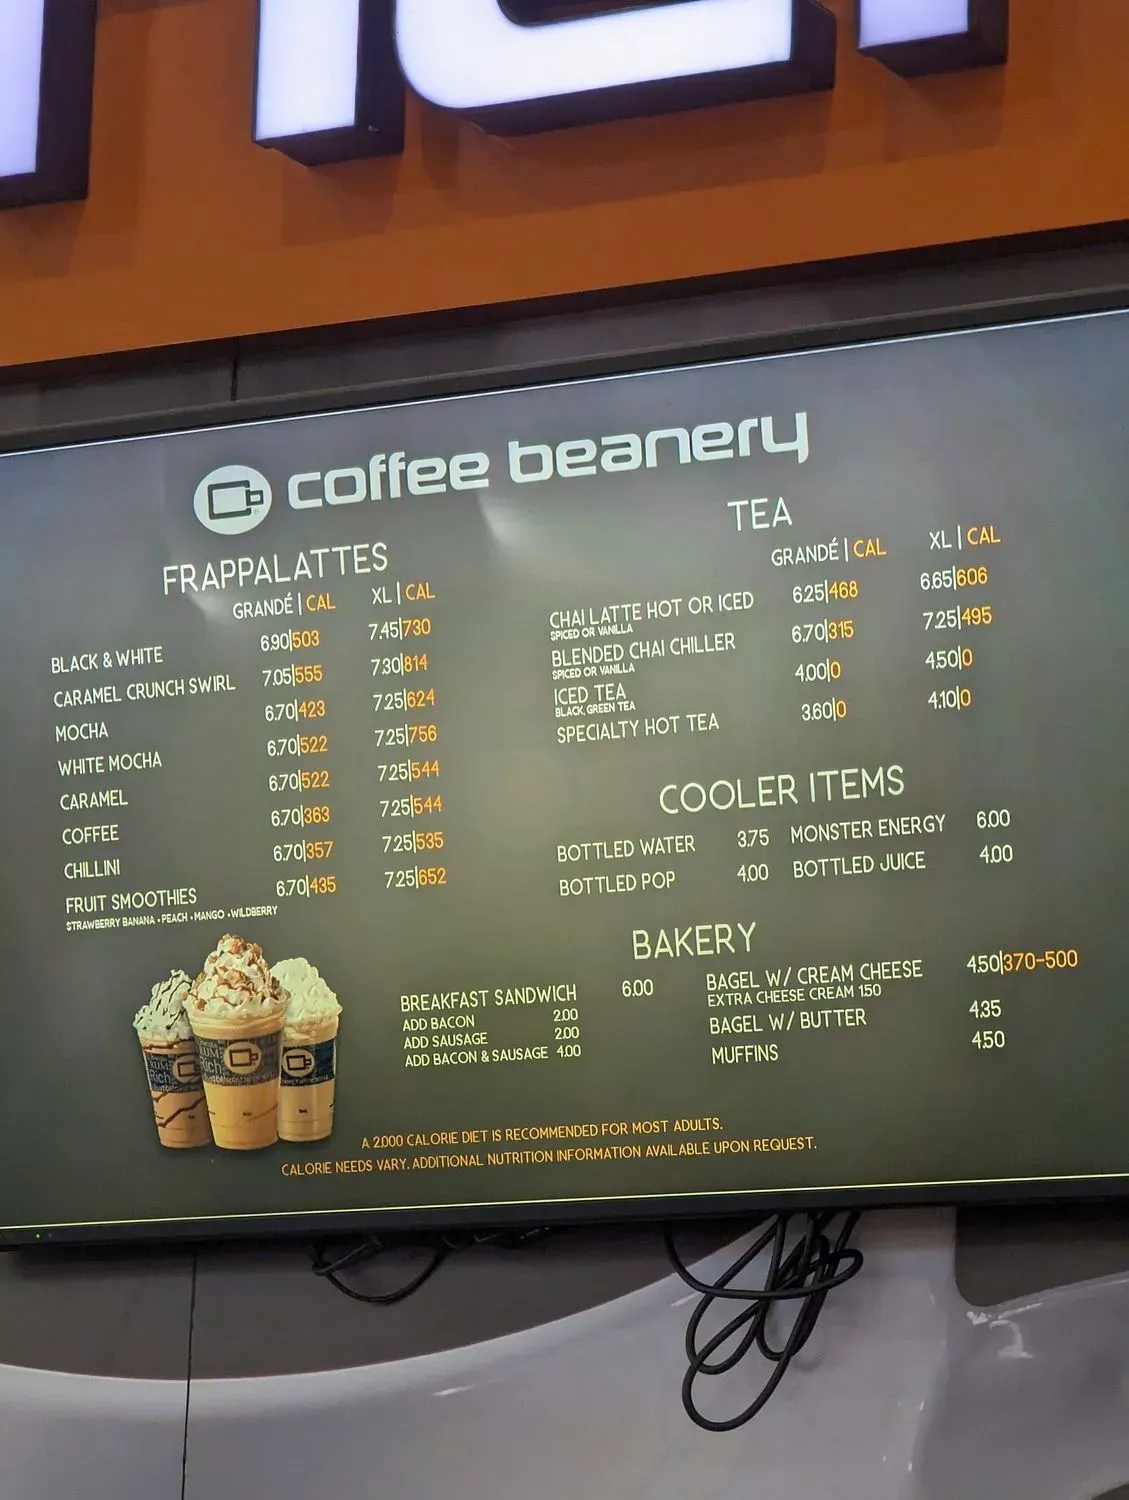 coffee beanery
FRAPPALATTES
GRANDÉ | CAL XL | CAL
BLACK & WHITE 6.90|503 7.45|730
CARAMEL CRUNCH SWIRL 7.05|555 7.30|814
MOCHA 6.70|423 7.25|624
WHITE MOCHA 6.70|522 7.25|756
CARAMEL 6.70|522 7.25|544
COFFEE 6.70|363 7.25|544
CHILLINI 6.70|357 7.25|535
FRUIT SMOOTHIES 6.70|435 7.25|652
STRAWBERRY BANANA • PEACH • MANGO • WILDBERRY
TEA
GRANDÉ | CAL XL | CAL
CHAI LATTE HOT OR ICED 6.25|468 6.65|606
SPICED OR VANILLA
BLENDED CHAI CHILLER 6.70|315 7.25|495
SPICED OR VANILLA
ICED TEA 4.00|0 4.50|0
BLACK, GREEN TEA
SPECIALTY HOT TEA 3.60|0 4.10|0
COOLER ITEMS
BOTTLED WATER 3.75 MONSTER ENERGY 6.00
BOTTLED POP 4.00 BOTTLED JUICE 4.00
BAKERY
BREAKFAST SANDWICH 6.00
ADD BACON 2.00
ADD SAUSAGE 2.00
ADD BACON & SAUSAGE 4.00
BAGEL W/ CREAM CHEESE 4.50|370-500
EXTRA CHEESE CREAM 1.50
BAGEL W/ BUTTER 4.35
MUFFINS 4.50
A 2,000 CALORIE DIET IS RECOMMENDED FOR MOST ADULTS.
CALORIE NEEDS VARY. ADDITIONAL NUTRITION INFORMATION AVAILABLE UPON REQUEST.